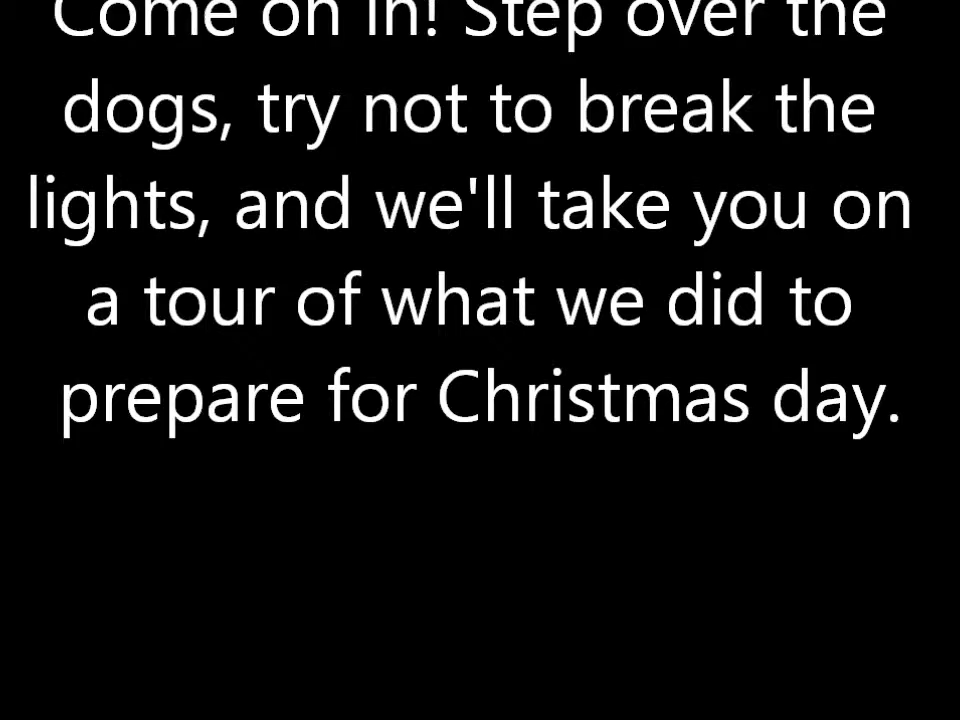 Come on in! Step over the
dogs, try not to break the
lights, and we'll take you on
a tour of what we did to
prepare for Christmas day.